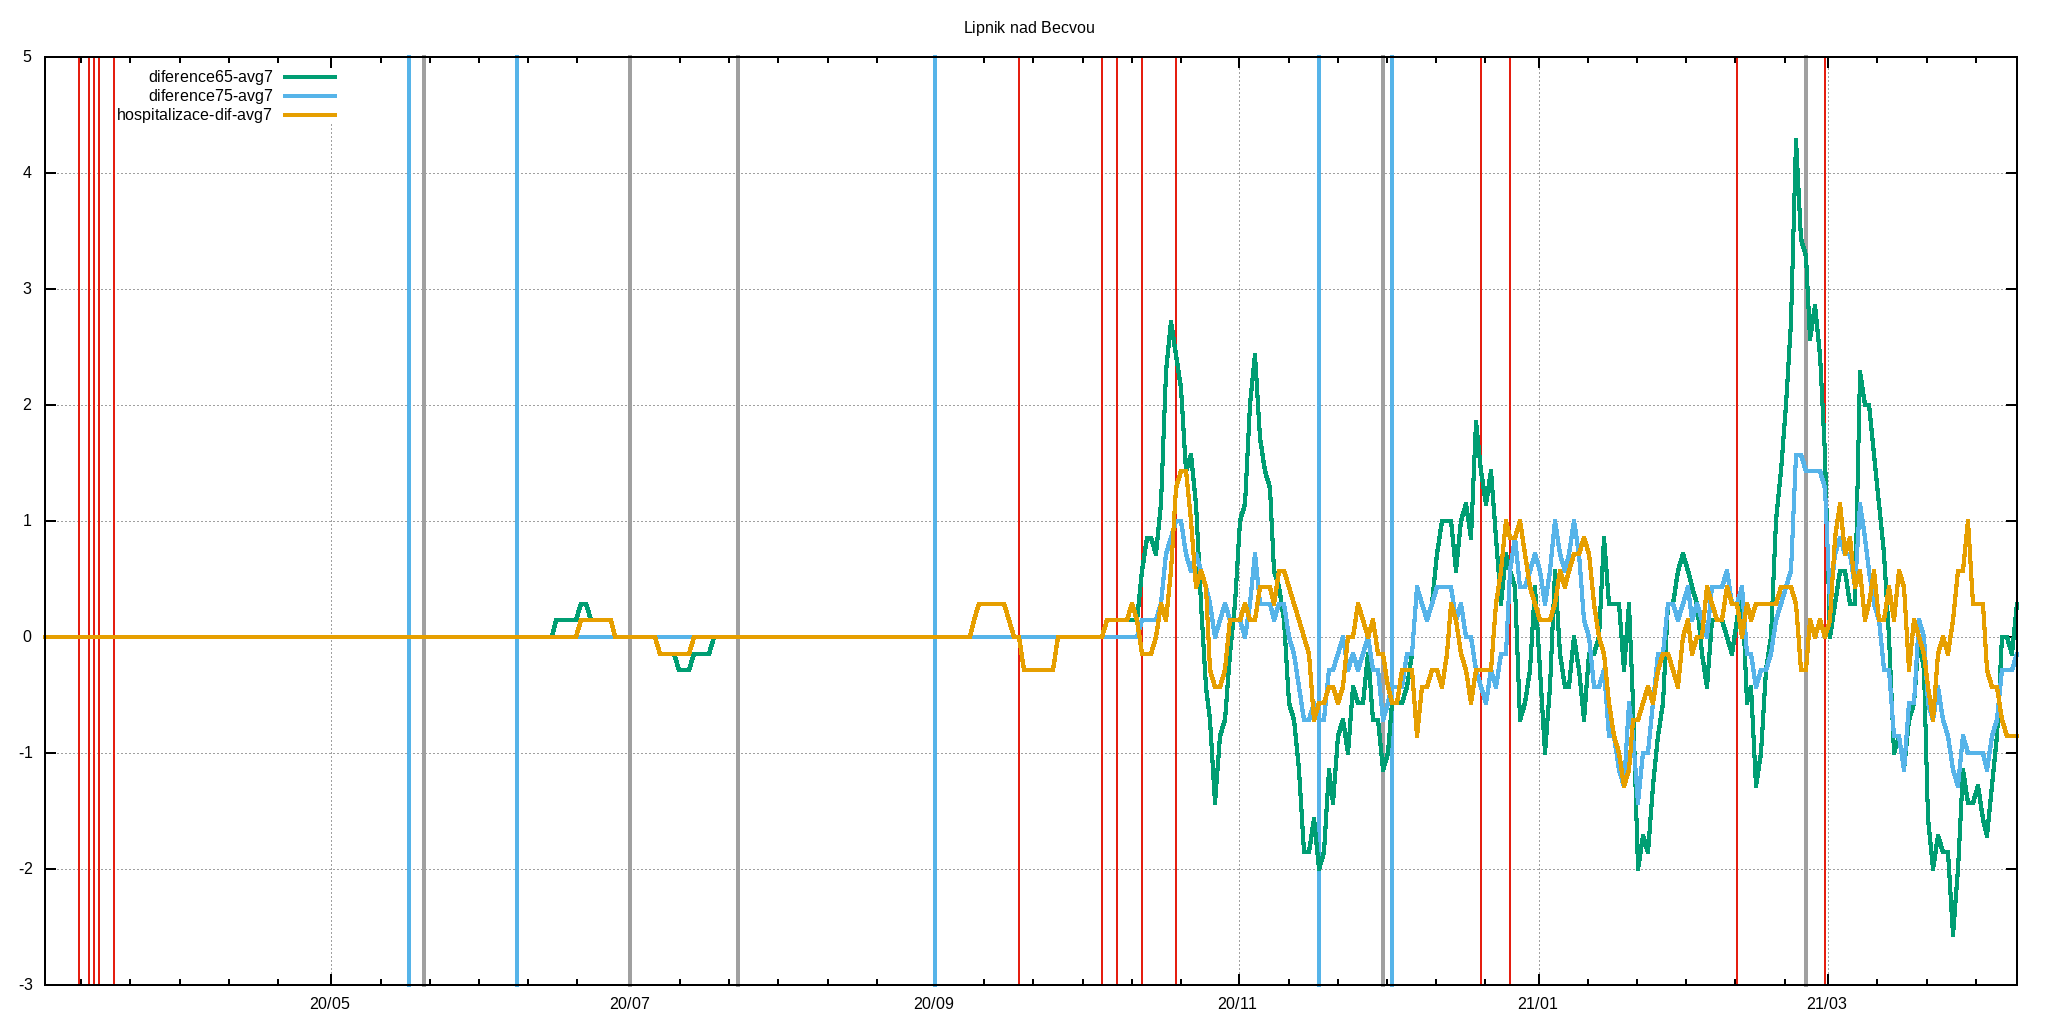 Lipnik nad Becvou
5
diference65-avg7
diference75-avg7
hospitalizace-dif-avg7
4
3
2
1
0
-1
-2
-3
20/05 20/07 20/09 20/11 21/01 21/03